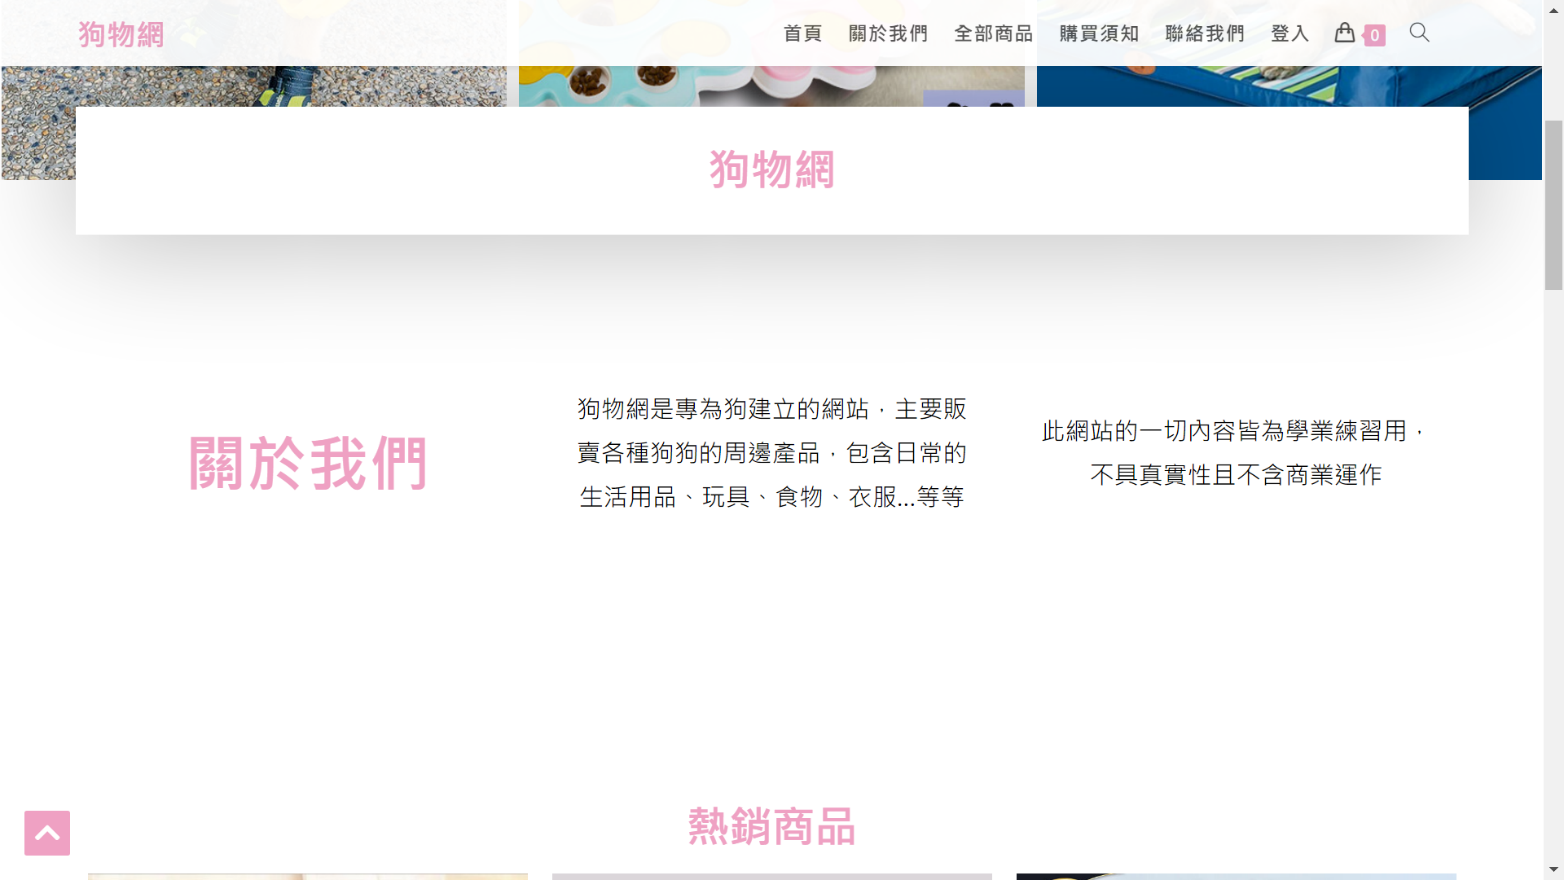 狗物網
首頁 關於我們 全部商品 購買須知 聯絡我們 登入 0
狗物網
關於我們
狗物網是專為狗建立的網站，主要販
賣各種狗狗的周邊產品，包含日常的
生活用品、玩具、食物、衣服...等等
此網站的一切內容皆為學業練習用，
不具真實性且不含商業運作
熱銷商品